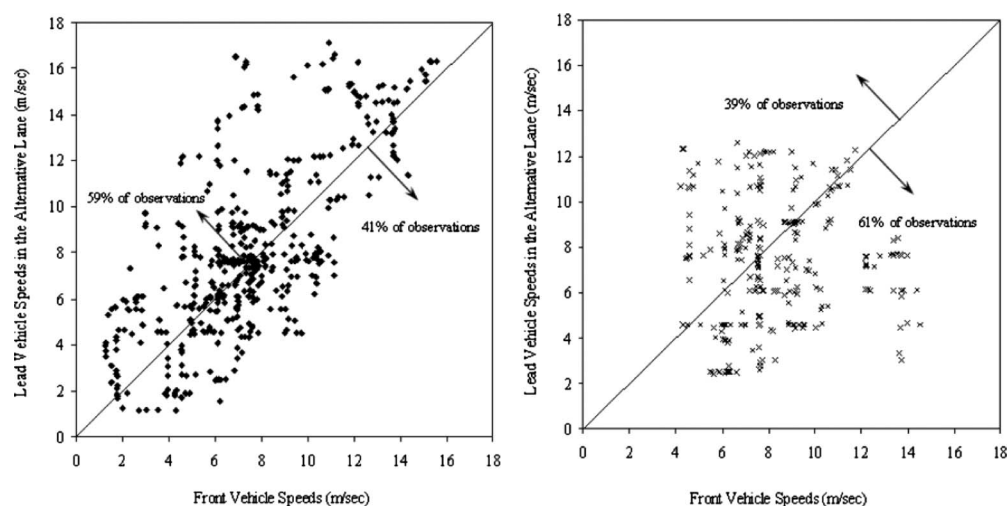 Lead Vehicle Speeds in the Alternative Lane (m/sec)
18
16
14
12
10
8
6
4
2
0
59% of observations
41% of observations
0 2 4 6 8 10 12 14 16 18
Front Vehicle Speeds (m/sec)
Lead Vehicle Speeds in the Alternative Lane (m/sec)
18
16
14
12
10
8
6
4
2
0
39% of observations
61% of observations
0 2 4 6 8 10 12 14 16 18
Front Vehicle Speeds (m/sec)